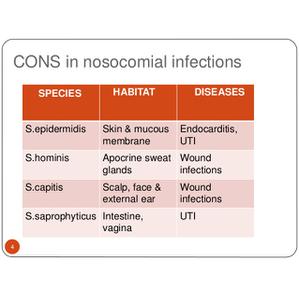 CONS in nosocomial infections
SPECIES HABITAT DISEASES
S.epidermidis Skin & mucous Endocarditis,
membrane UTI
S.hominis Apocrine sweat Wound
glands infections
S.capitis Scalp, face & Wound
external ear infections
S.saprophyticus Intestine, UTI
vagina
4